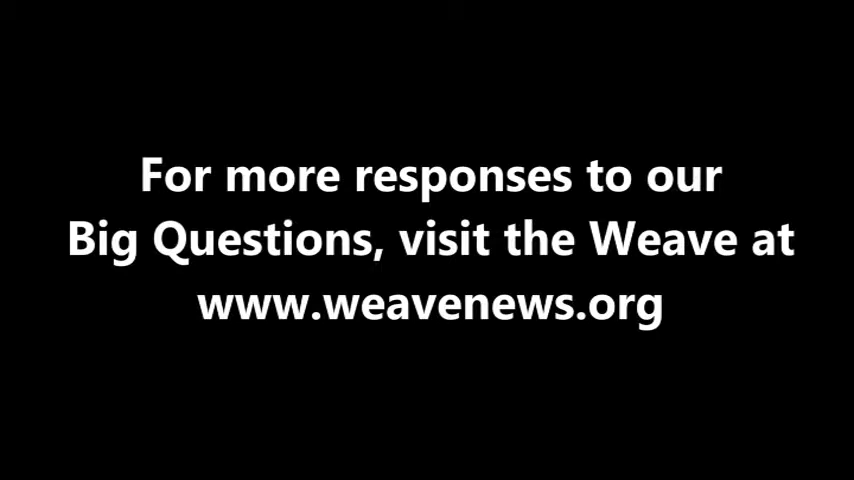 For more responses to our
Big Questions, visit the Weave at
www.weavenews.org